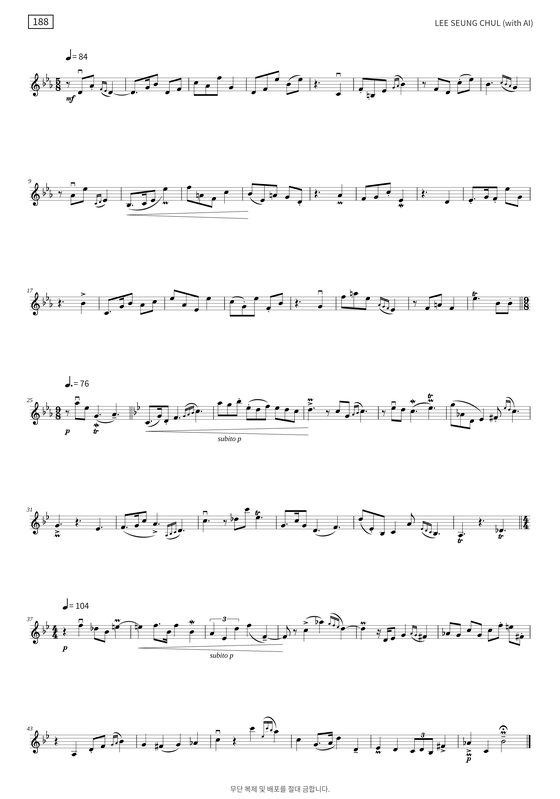 188
LEE SEUNG CHUL (with AI)
♩. = 84
mf
9
17
♩. = 76
25
p
subito p
31
♩ = 104
37
3
p
subito p
43
3
p
무단 복제 및 배포를 절대 금합니다.